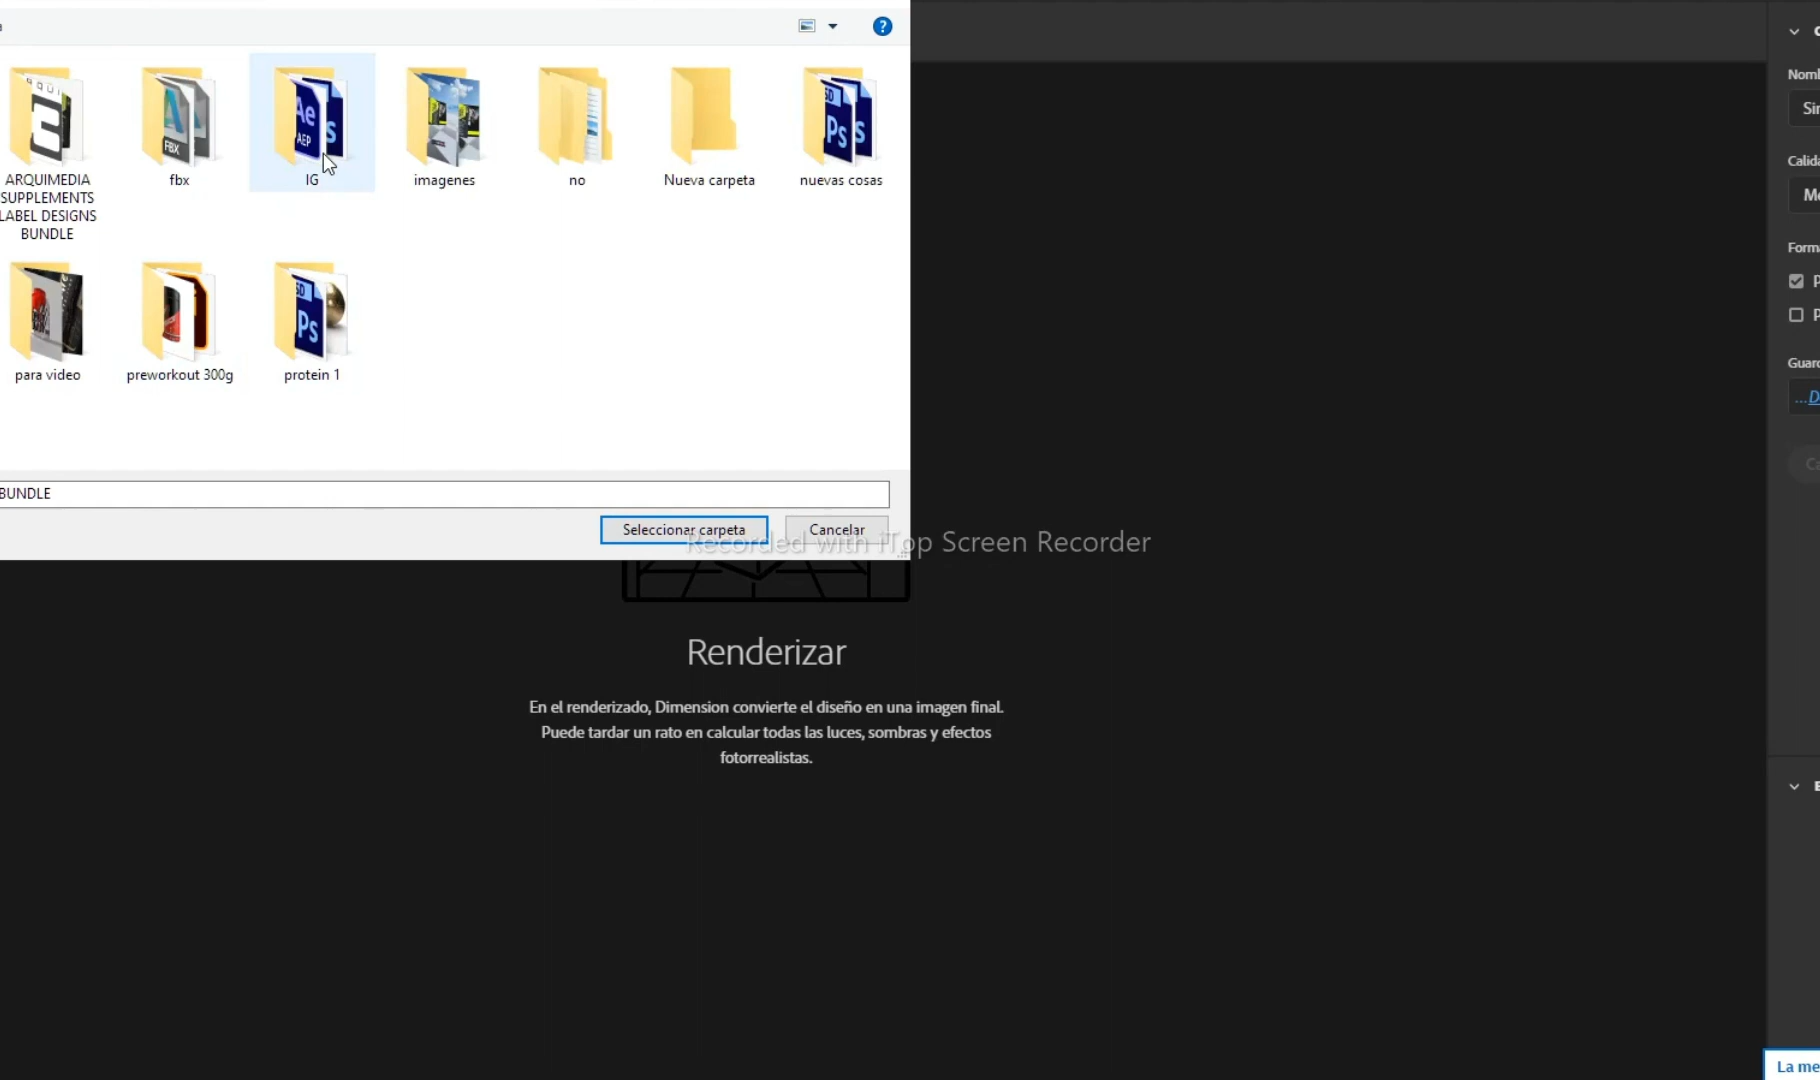 ARQUIMEDIA
SUPPLEMENTS
LABEL DESIGNS
BUNDLE
fbx
IG
imagenes
no
Nueva carpeta
nuevas cosas
para video
preworkout 300g
protein 1
BUNDLE
Seleccionar carpeta
Cancelar
Recorded with iTop Screen Recorder
Renderizar
En el renderizado, Dimension convierte el diseño en una imagen final.
Puede tardar un rato en calcular todas las luces, sombras y efectos
fotorrealistas.
La me